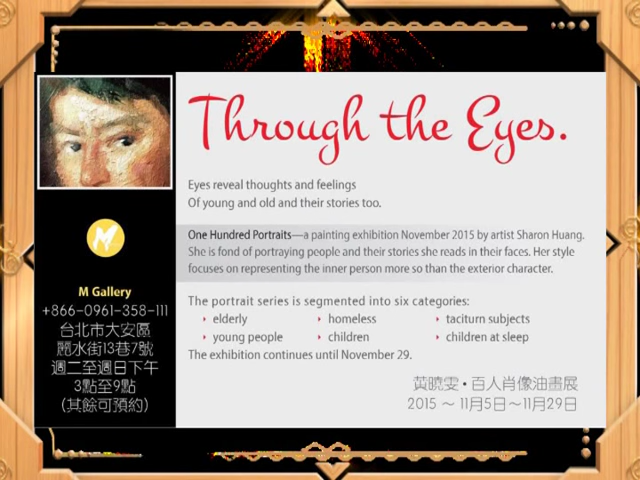 Through the Eyes.
Eyes reveal thoughts and feelings
Of young and old and their stories too.
One Hundred Portraits—a painting exhibition November 2015 by artist Sharon Huang.
She is fond of portraying people and their stories she reads in their faces. Her style
focuses on representing the inner person more so than the exterior character.
The portrait series is segmented into six categories:
elderly homeless taciturn subjects
young people children children at sleep
The exhibition continues until November 29.
黃曉雯•百人肖像油畫展
2015 ～ 11月5日～11月29日
M
M Gallery
+866-0961-358-111
台北市大安區
麗水街13巷7號
週二至週日下午
3點至9點
(其餘可預約)